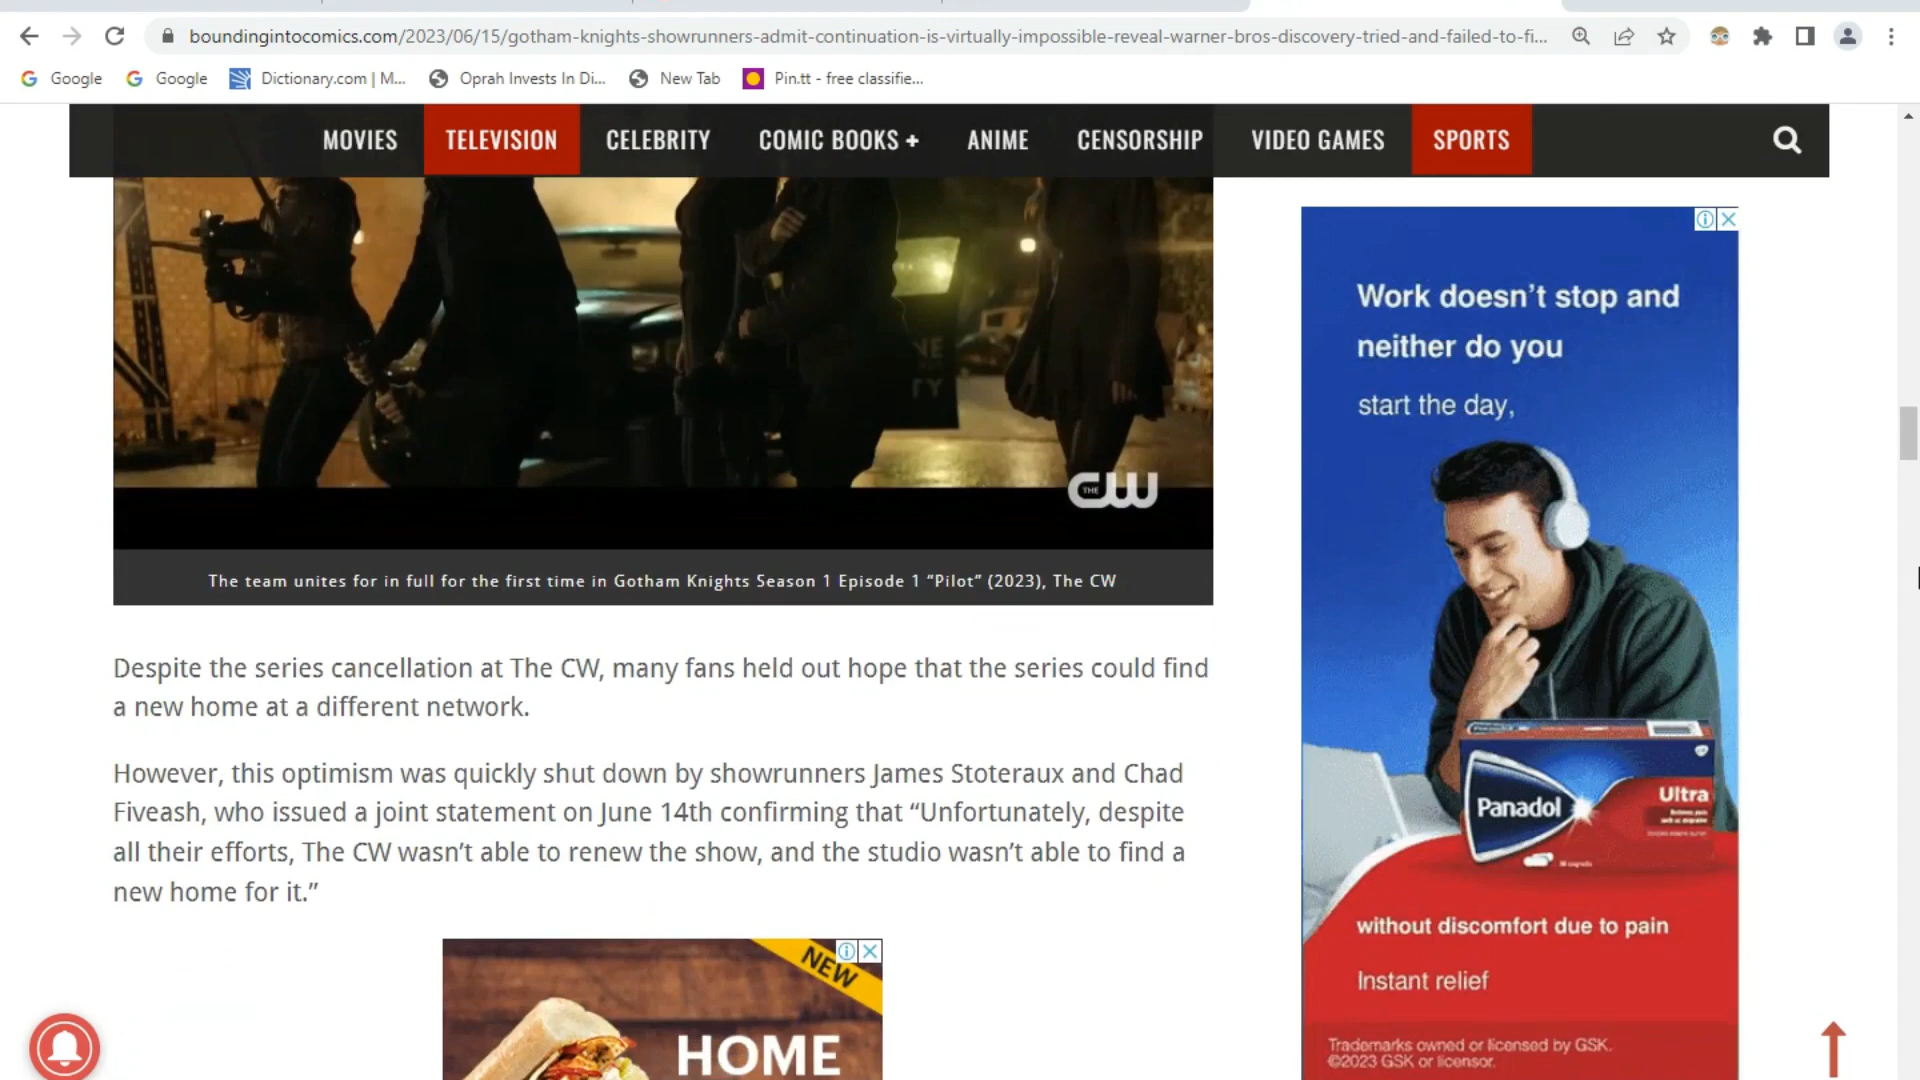 boundingintocomics.com/2023/06/15/gotham-knights-showrunners-admit-continuation-is-virtually-impossible-reveal-warner-bros-discovery-tried-and-failed-to-fi...
Google
Google
Dictionary.com | M...
Oprah Invests In Di...
New Tab
Pin.tt - free classifie...
MOVIES
TELEVISION
CELEBRITY
COMIC BOOKS +
ANIME
CENSORSHIP
VIDEO GAMES
SPORTS
THE CW
The team unites for in full for the first time in Gotham Knights Season 1 Episode 1 “Pilot” (2023), The CW
Despite the series cancellation at The CW, many fans held out hope that the series could find
a new home at a different network.
However, this optimism was quickly shut down by showrunners James Stoteraux and Chad
Fiveash, who issued a joint statement on June 14th confirming that “Unfortunately, despite
all their efforts, The CW wasn’t able to renew the show, and the studio wasn’t able to find a
new home for it.”
NEW
HOME
Work doesn’t stop and
neither do you
start the day,
Panadol
Ultra
without discomfort due to pain
Instant relief
Trademarks owned or licensed by GSK.
©2023 GSK or licensor.